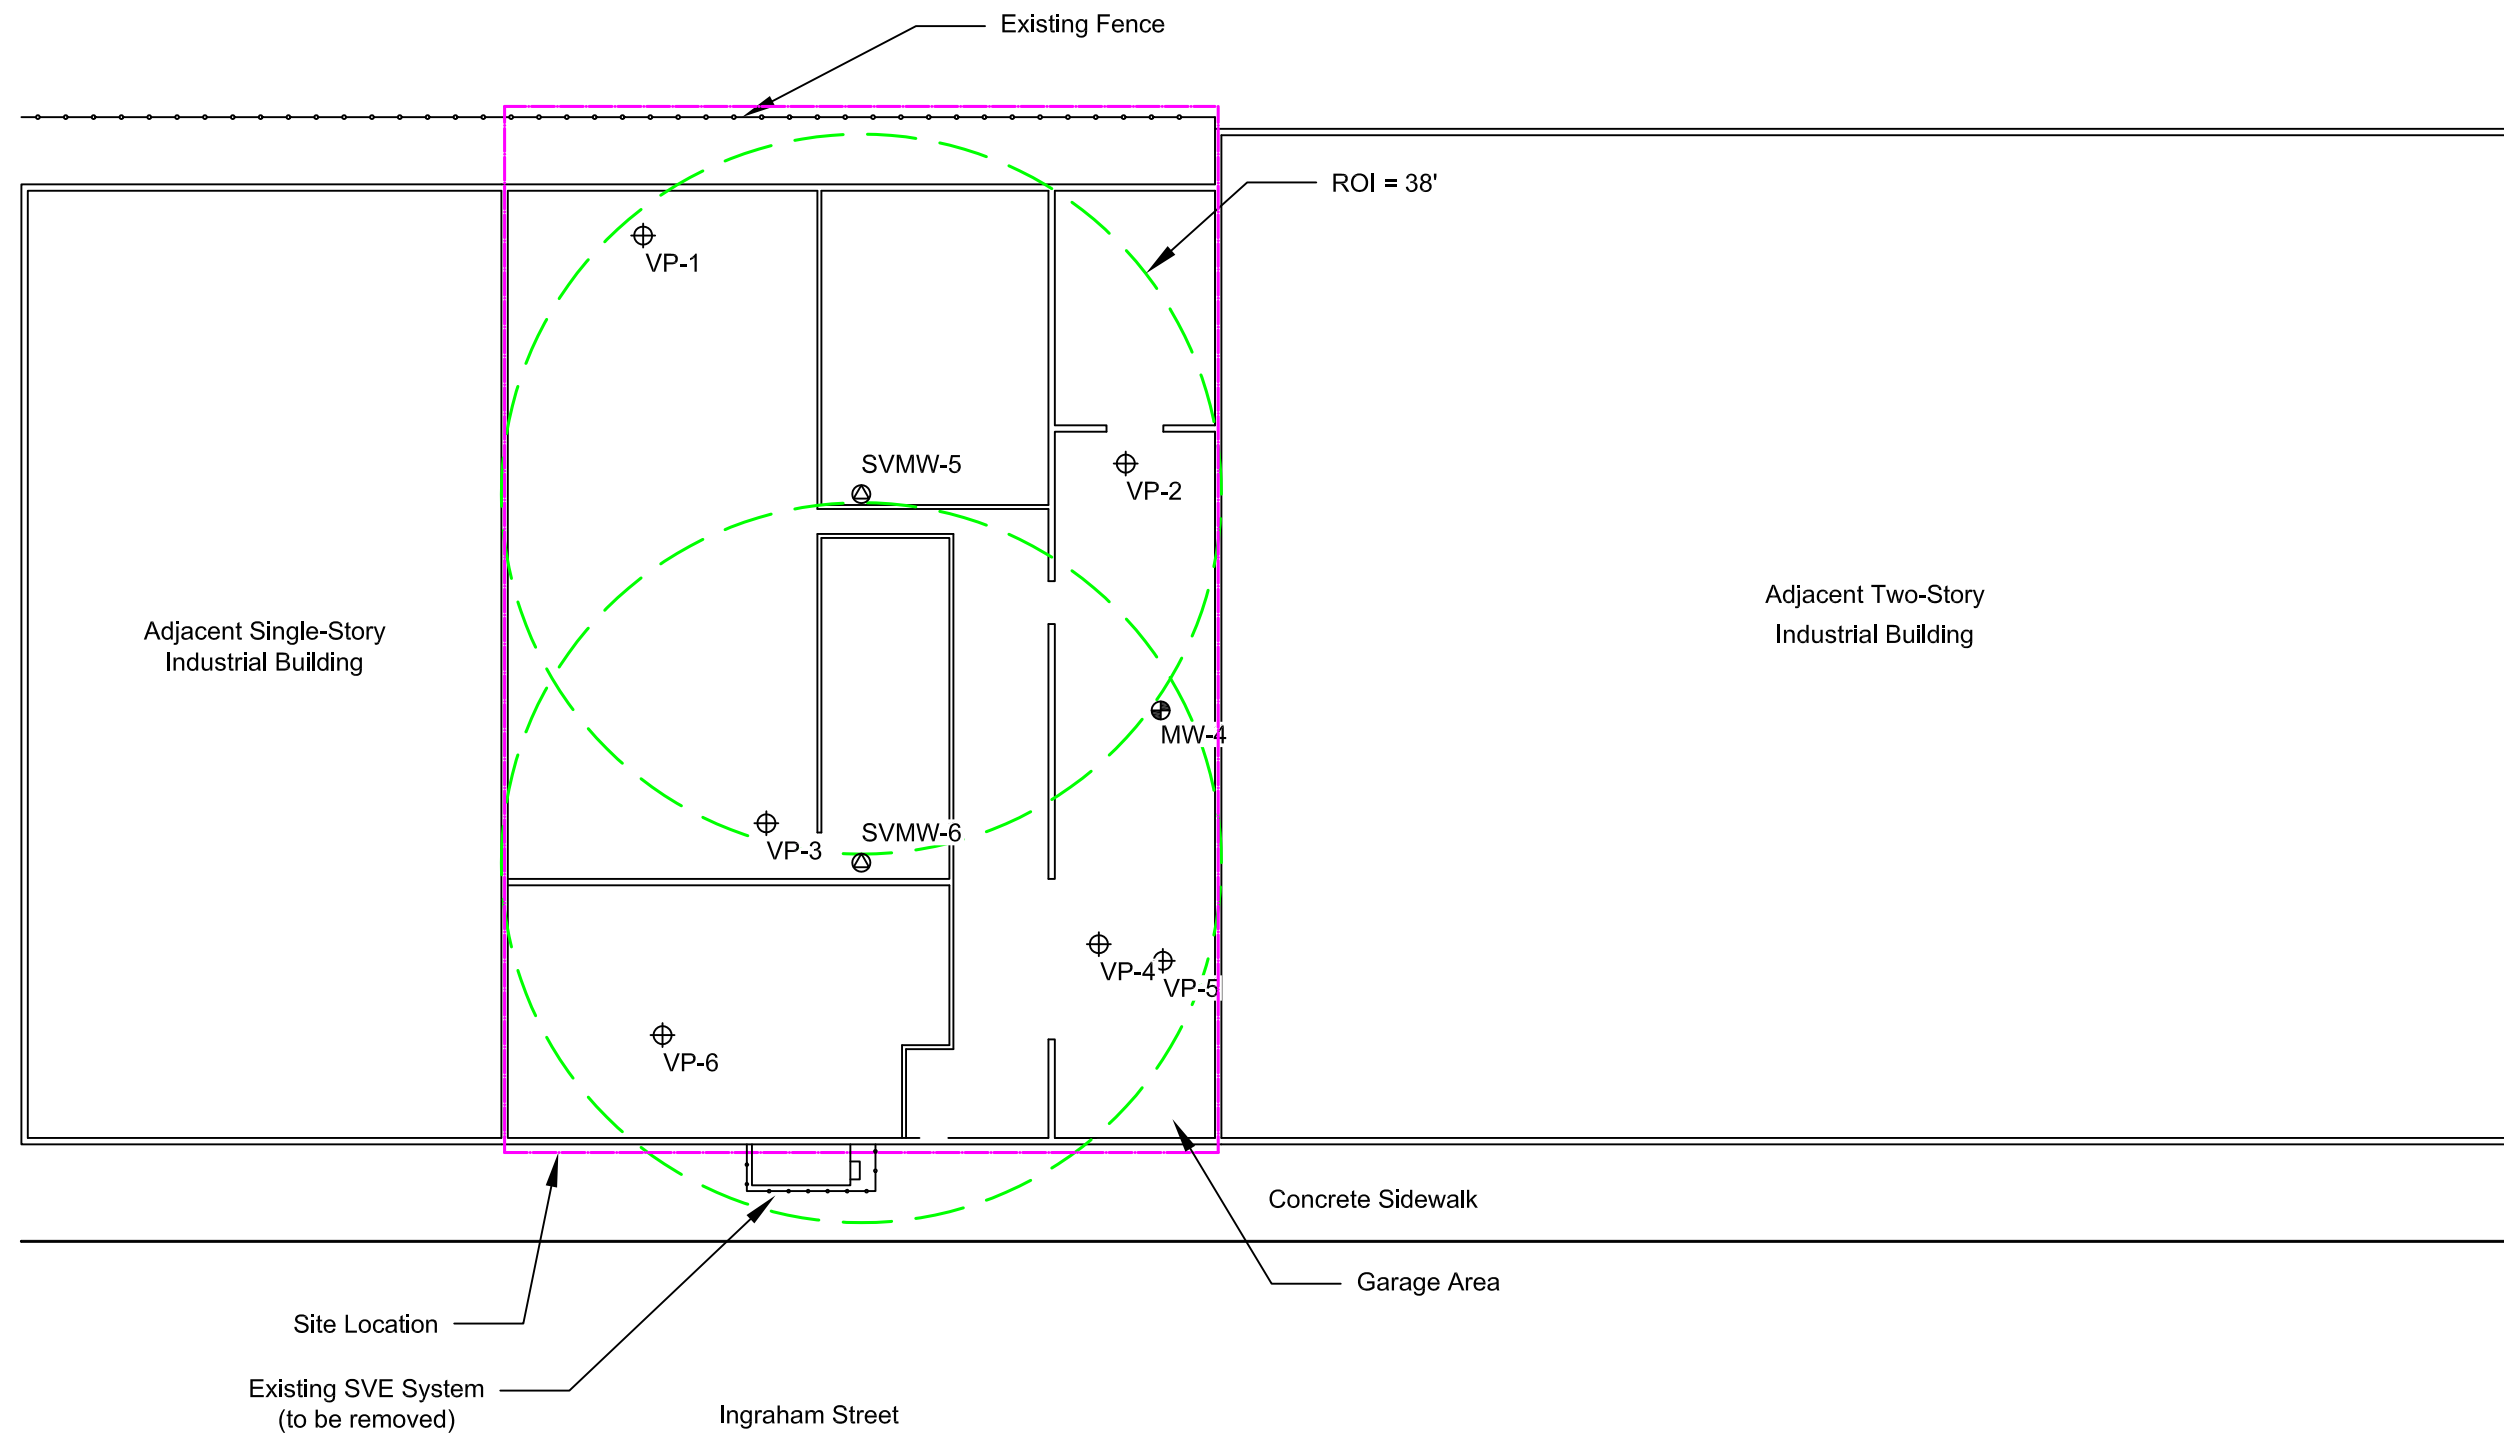 Existing Fence
ROI = 38'
VP-1
SVMW-5
VP-2
Adjacent Single-Story
Industrial Building
Adjacent Two-Story
Industrial Building
MW-4
VP-3
SVMW-6
VP-4
VP-5
VP-6
Concrete Sidewalk
Garage Area
Site Location
Existing SVE System
(to be removed)
Ingraham Street